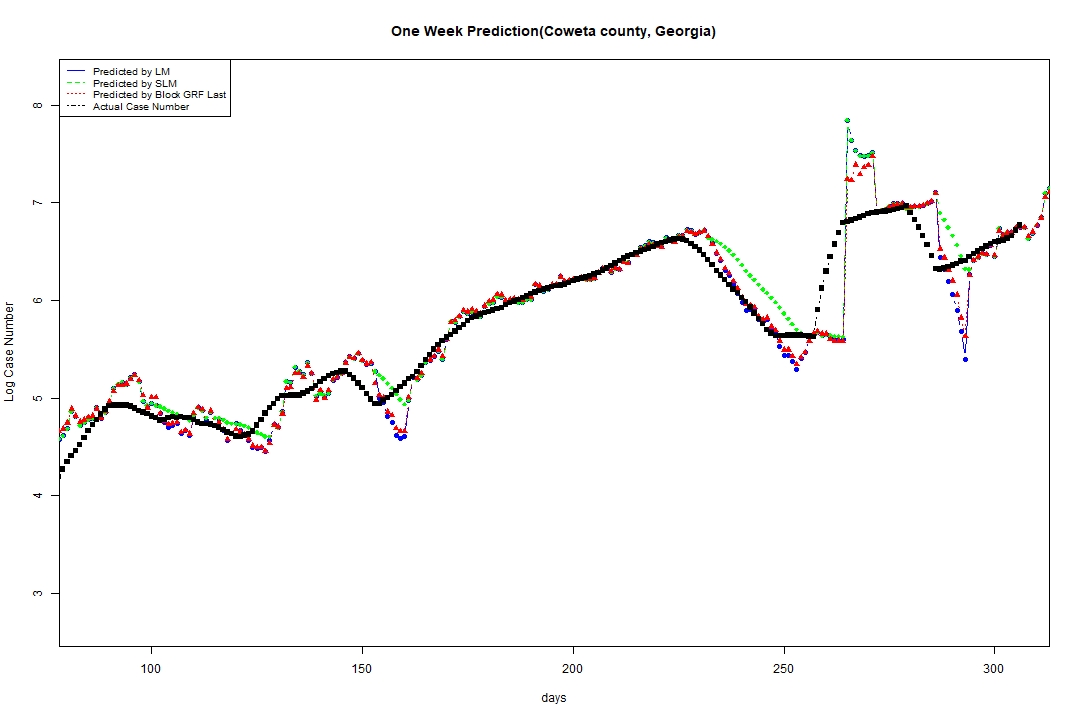 One Week Prediction(Coweta county, Georgia)
Predicted by LM
Predicted by SLM
Predicted by Block GRF Last
Actual Case Number
8
7
6
5
4
3
Log Case Number
100 150 200 250 300
days